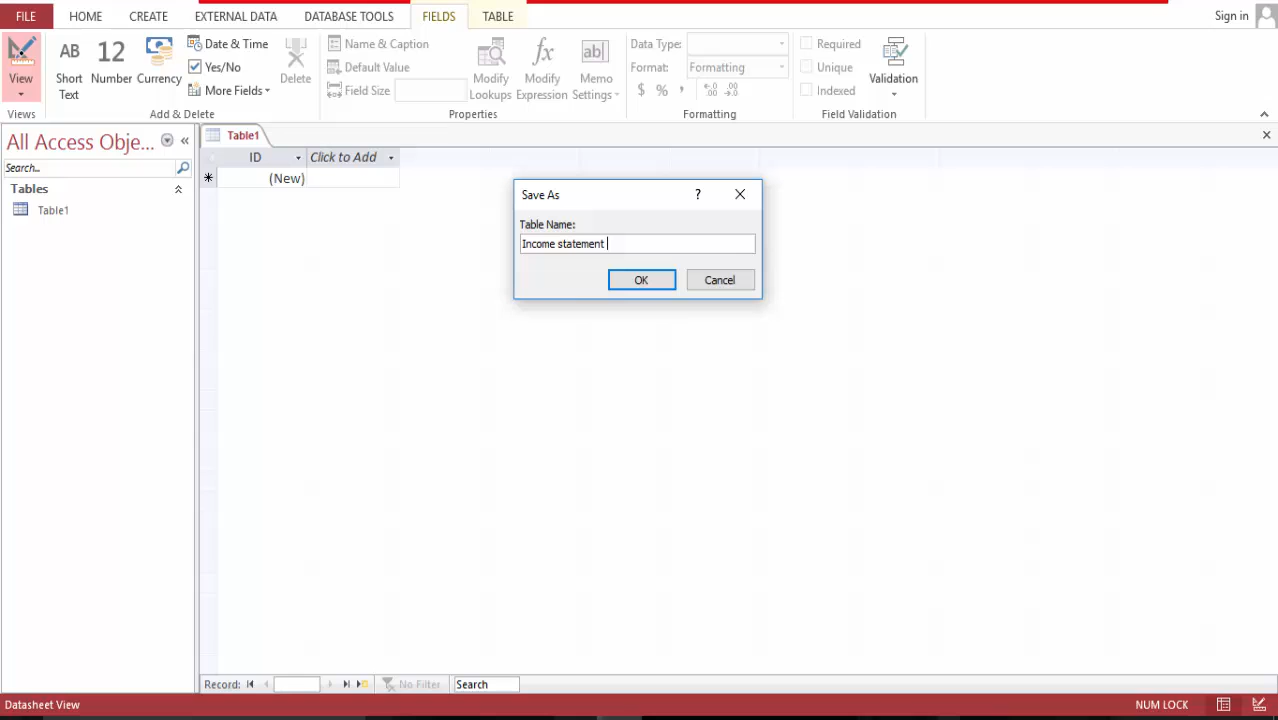 FILE HOME CREATE EXTERNAL DATA DATABASE TOOLS FIELDS TABLE Sign in
View
AB Short Text
12 Number
Currency
Date & Time
Yes/No
More Fields
Delete
Name & Caption
Default Value
Field Size
Modify Lookups
fx Modify Expression
ab| Memo Settings
Data Type:
Format: Formatting
$ % , .00 .00
Required
Unique
Indexed
Validation
Views Add & Delete Properties Formatting Field Validation
All Access Obje...
Search...
Tables
Table1
Table1
ID Click to Add
(New)
Save As ?
Table Name:
Income statement
OK Cancel
Record: No Filter Search
Datasheet View NUM LOCK